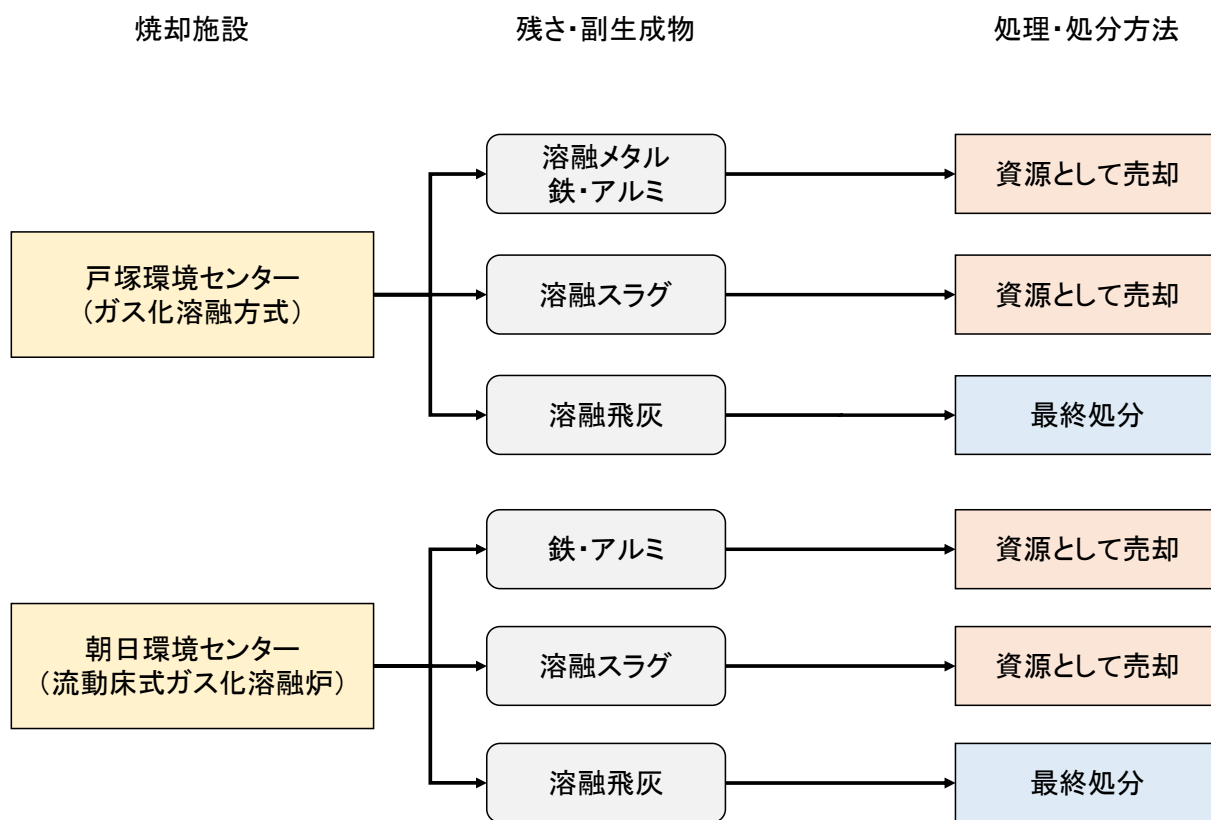 焼却施設
残さ・副生成物
処理・処分方法
戸塚環境センター
（ガス化溶融方式）
溶融メタル
鉄・アルミ
資源として売却
溶融スラグ
資源として売却
溶融飛灰
最終処分
朝日環境センター
（流動床式ガス化溶融炉）
鉄・アルミ
資源として売却
溶融スラグ
資源として売却
溶融飛灰
最終処分